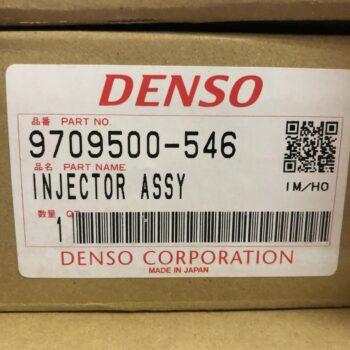 DENSO
品番 PART NO.
9709500-546
品名 PART NAME
INJECTOR ASSY
1M/HO
数量 Q'T
1
DENSO CORPORATION
MADE IN JAPAN